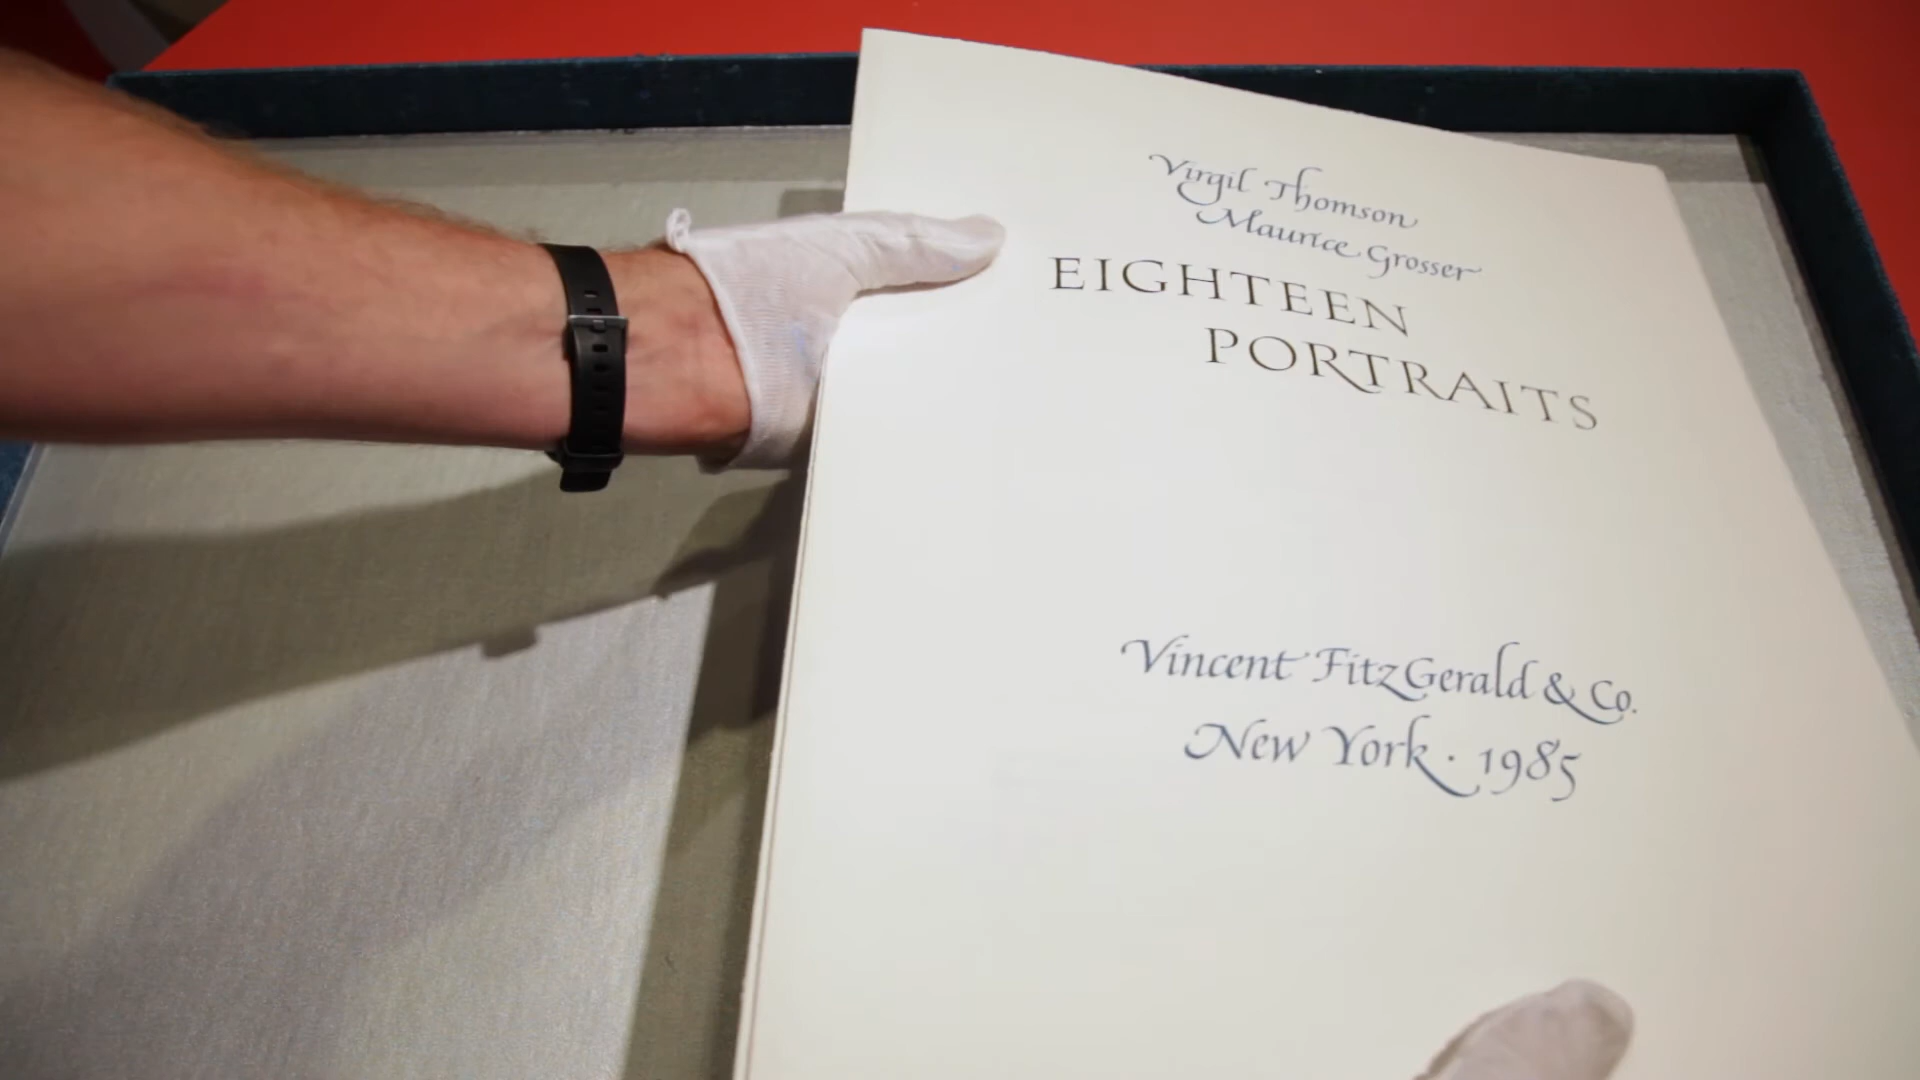 Virgil Thomson
Maurice Grosser
EIGHTEEN
PORTRAITS
Vincent FitzGerald & Co.
New York · 1985